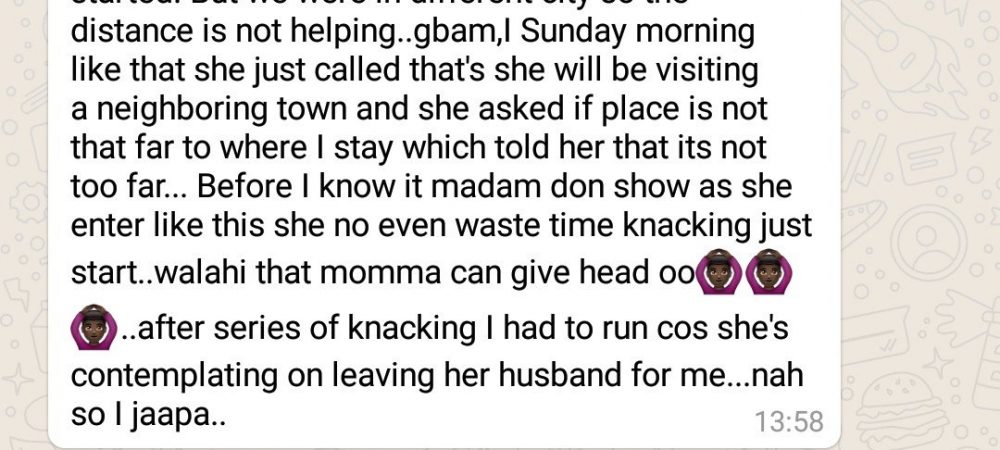 started. But we were in different city so the
distance is not helping..gbam,I Sunday morning
like that she just called that's she will be visiting
a neighboring town and she asked if place is not
that far to where I stay which told her that its not
too far... Before I know it madam don show as she
enter like this she no even waste time knacking just
start..walahi that momma can give head oo🙆🏿‍♀️🙆🏿‍♀️
🙆🏿‍♀️..after series of knacking I had to run cos she's
contemplating on leaving her husband for me...nah
so I jaapa..
13:58